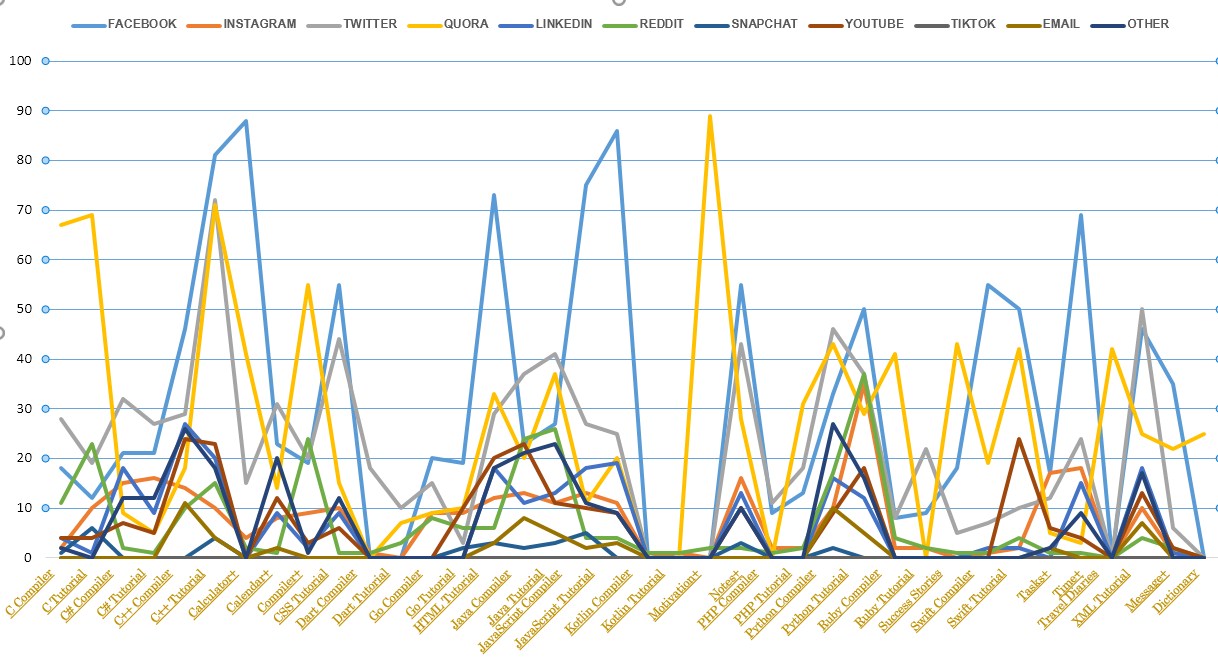 FACEBOOK INSTAGRAM TWITTER QUORA LINKEDIN REDDIT SNAPCHAT YOUTUBE TIKTOK EMAIL OTHER
100
90
80
70
60
50
40
30
20
10
0
C Compiler
C Tutorial
C# Compiler
C# Tutorial
C++ Compiler
C++ Tutorial
Calculator+
Calendar+
Compiler+
CSS Tutorial
Dart Compiler
Dart Tutorial
Go Compiler
Go Tutorial
HTML Tutorial
Java Compiler
Java Tutorial
JavaScript Compiler
JavaScript Tutorial
Kotlin Compiler
Kotlin Tutorial
Motivation+
Notes+
PHP Compiler
PHP Tutorial
Python Compiler
Python Tutorial
Ruby Compiler
Ruby Tutorial
Success Stories
Swift Compiler
Swift Tutorial
Tasks+
Travel Diaries
XML Tutorial
Message+
Dictionary